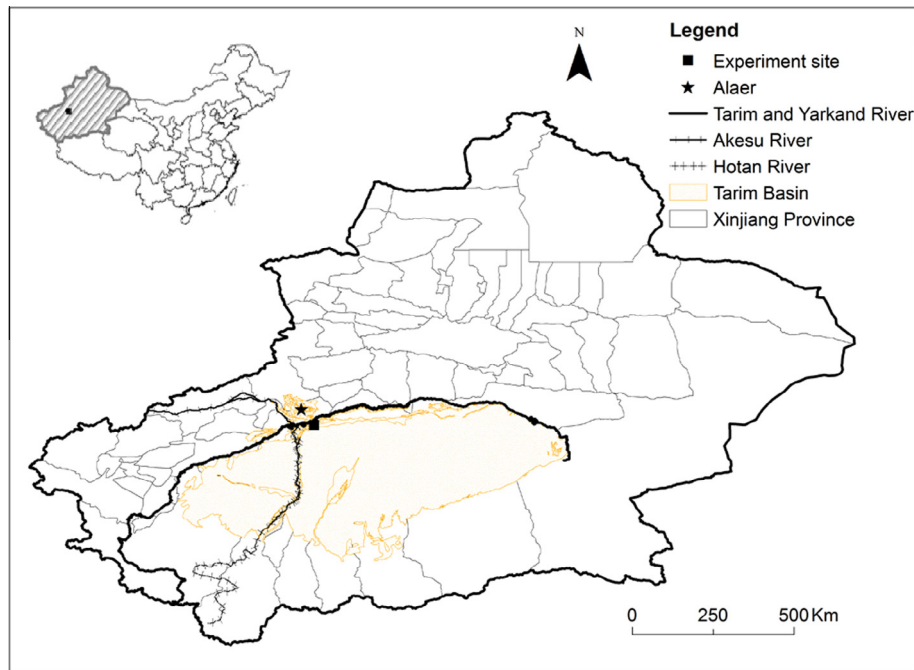 N
Legend
Experiment site
Alaer
Tarim and Yarkand River
Akesu River
Hotan River
Tarim Basin
Xinjiang Province
0 250 500 Km